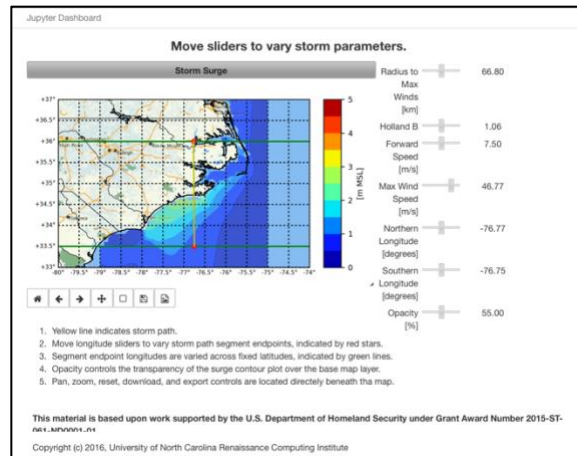 Jupyter Dashboard
Move sliders to vary storm parameters.
Storm Surge
+37°
+36.5°
+36°
+35.5°
+35°
+34.5°
+34°
+33.5°
+33°
-80° -79.5° -79° -78.5° -78° -77.5° -77° -76.5° -76° -75.5° -75° -74.5° -74°
5
4
3
2
1
0
[m MSL]
Radius to Max Winds [km] 66.80
Holland B 1.06
Forward Speed [m/s] 7.50
Max Wind Speed [m/s] 46.77
Northern Longitude [degrees] -76.77
Southern Longitude [degrees] -76.75
Opacity [%] 55.00
1. Yellow line indicates storm path.
2. Move longitude sliders to vary storm path segment endpoints, indicated by red stars.
3. Segment endpoint longitudes are varied across fixed latitudes, indicated by green lines.
4. Opacity controls the transparency of the surge contour plot over the base map layer.
5. Pan, zoom, reset, download, and export controls are located directely beneath tha map.
This material is based upon work supported by the U.S. Department of Homeland Security under Grant Award Number 2015-ST-
061-ND0001-01
Copyright (c) 2016, University of North Carolina Renaissance Computing Institute